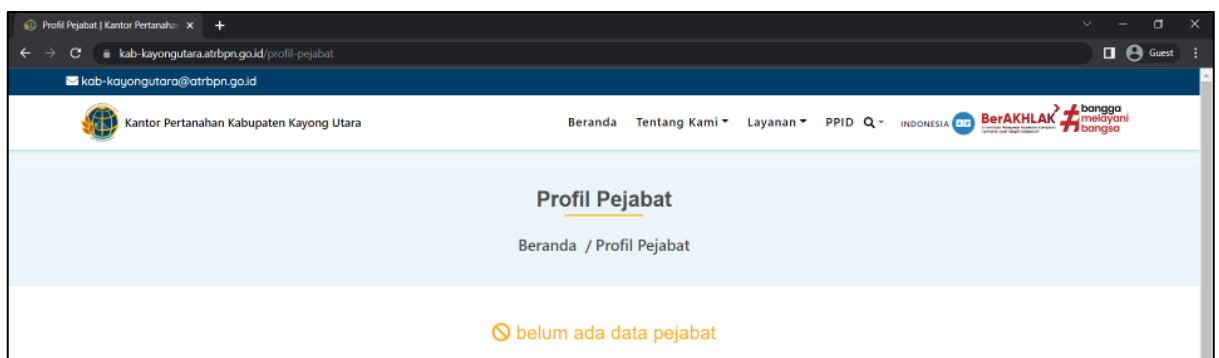 Profil Pejabat | Kantor Pertanahan
kab-kayongutara.atrbpn.go.id/profil-pejabat
Guest
kab-kayongutara@atrbpn.go.id
Kantor Pertanahan Kabupaten Kayong Utara
Beranda Tentang Kami Layanan PPID INDONESIA BerAKHLAK #bangga melayani bangsa
Profil Pejabat
Beranda / Profil Pejabat
belum ada data pejabat